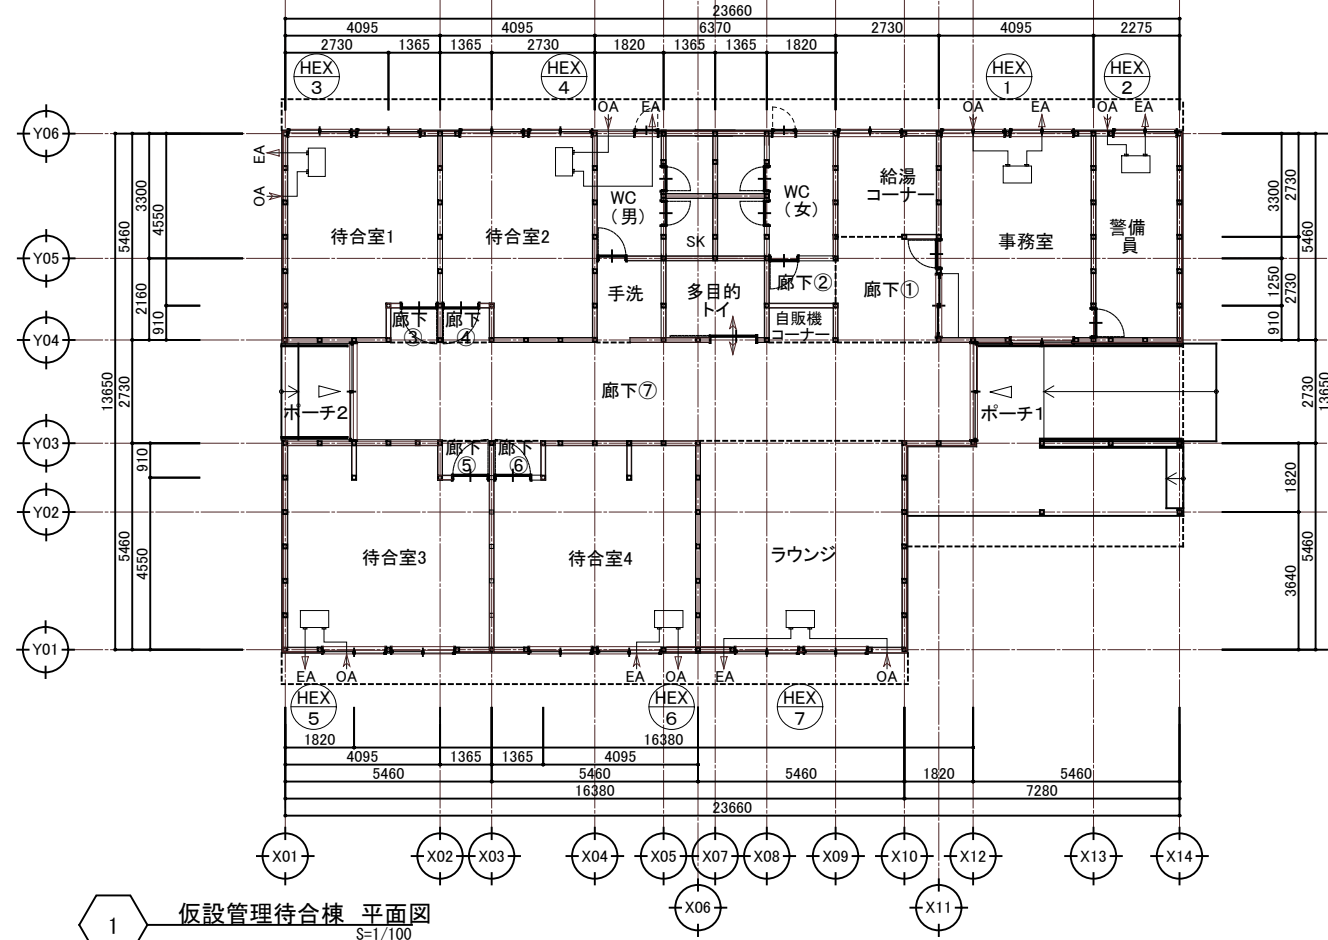 23660
4095 4095 6370 2730 4095 2275
2730 1365 1365 2730 1820 1365 1365 1820
HEX 3
HEX 4
HEX 1
HEX 2
OA EA OA EA OA EA
Y06
EA
OA
3300
4550
5460
2160
910
WC
(男)
WC
(女)
給湯
コーナー
待合室1
待合室2
SK
事務室
警備
員
3300
2730
5460
1250
2730
910
Y05
手洗
多目的
トイ
廊下②
廊下①
自販機
コーナー
廊下
③
廊下
④
Y04
13650
2730
廊下⑦
ポーチ2
ポーチ1
2730
13650
Y03
910
廊下
⑤
廊下
⑥
1820
Y02
5460
4550
待合室3
待合室4
ラウンジ
3640
5460
Y01
EA OA EA OA EA OA
HEX 5
HEX 6
HEX 7
1820 16380
4095 1365 1365 4095
5460 5460 5460 1820 5460
16380 7280
23660
X01 X02 X03 X04 X05 X07 X08 X09 X10 X12 X13 X14
X06 X11
1 仮設管理待合棟 平面図
S=1/100